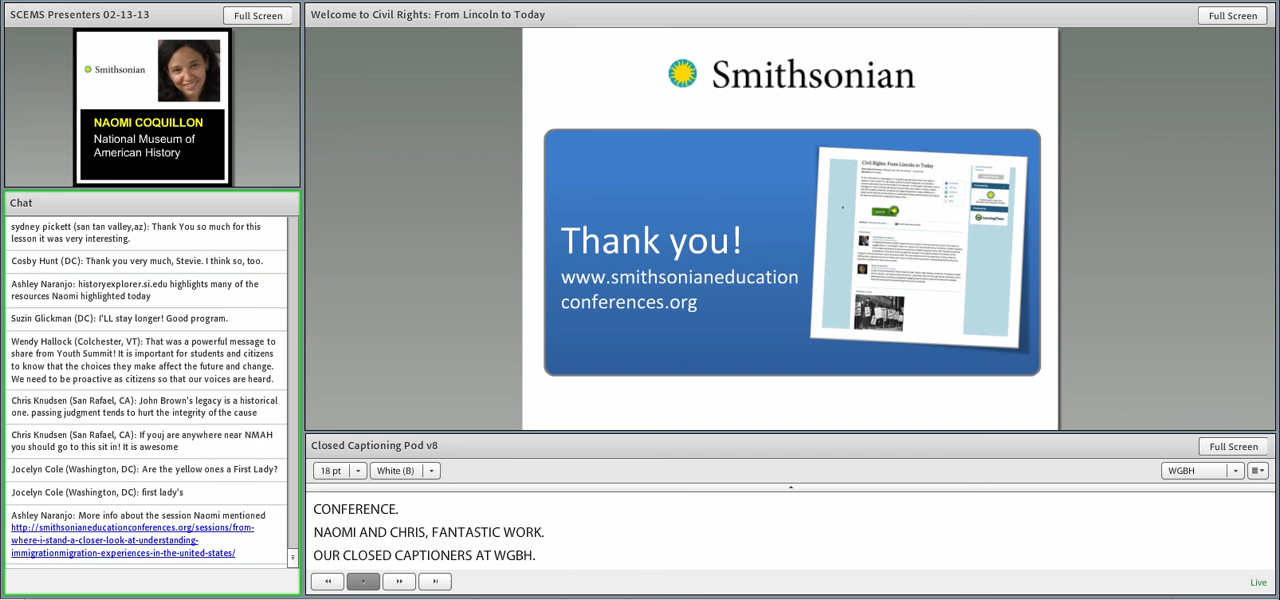 SCEMS Presenters 02-13-13
Full Screen
Smithsonian
NAOMI COQUILLON
National Museum of
American History
Chat
sydney pickett (san tan valley,az): Thank You so much for this
lesson it was very interesting.
Cosby Hunt (DC): Thank you very much, Stevie. I think so, too.
Ashley Naranjo: historyexplorer.si.edu highlights many of the
resources Naomi highlighted today
Suzin Glickman (DC): I'LL stay longer! Good program.
Wendy Hallock (Colchester, VT): That was a powerful message to
share from Youth Summit! It is important for students and citizens
to know that the choices they make affect the future and change.
We need to be proactive as citizens so that our voices are heard.
Chris Knudsen (San Rafael, CA): John Brown's legacy is a historical
one. passing judgment tends to hurt the integrity of the cause
Chris Knudsen (San Rafael, CA): If youj are anywhere near NMAH
you should go to this sit in! It is awesome
Jocelyn Cole (Washington, DC): Are the yellow ones a First Lady?
Jocelyn Cole (Washington, DC): first lady's
Ashley Naranjo: More info about the session Naomi mentioned
http://smithsonianeducationconferences.org/sessions/from-
where-i-stand-a-closer-look-at-understanding-
immigrationmigration-experiences-in-the-united-states/
Welcome to Civil Rights: From Lincoln to Today
Full Screen
Smithsonian
Thank you!
www.smithsonianeducation
conferences.org
Civil Rights: From Lincoln to Today
Closed Captioning Pod v8
Full Screen
18 pt
White (B)
WGBH
CONFERENCE.
NAOMI AND CHRIS, FANTASTIC WORK.
OUR CLOSED CAPTIONERS AT WGBH.
Live